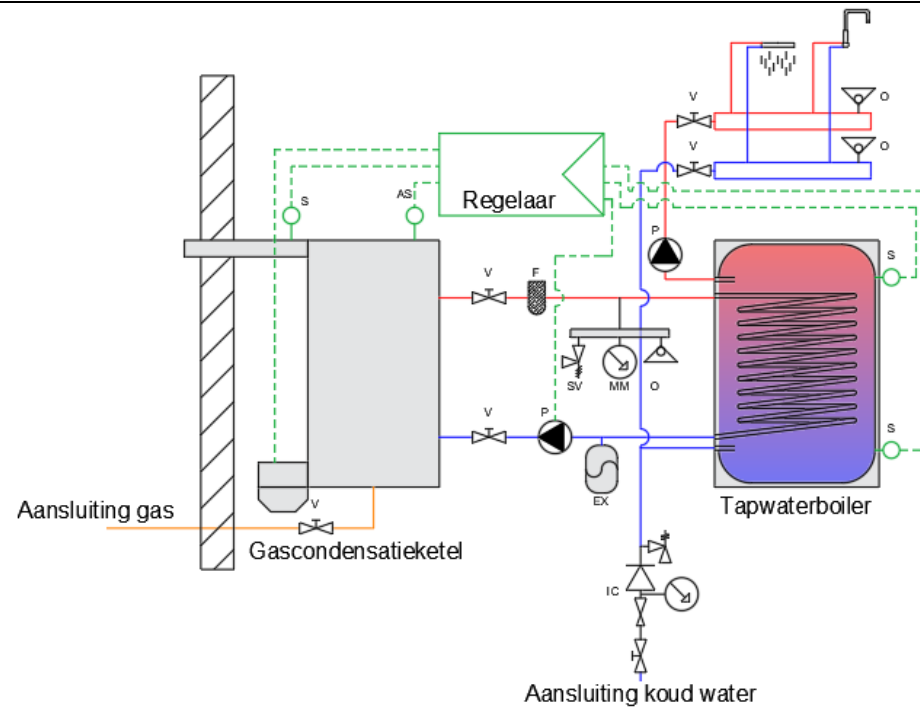 V
O
V
O
S
AS
Regelaar
P
S
V
F
SV
MM
O
V
P
S
EX
Tapwaterboiler
Aansluiting gas
V
Gascondensatieketel
IC
Aansluiting koud water